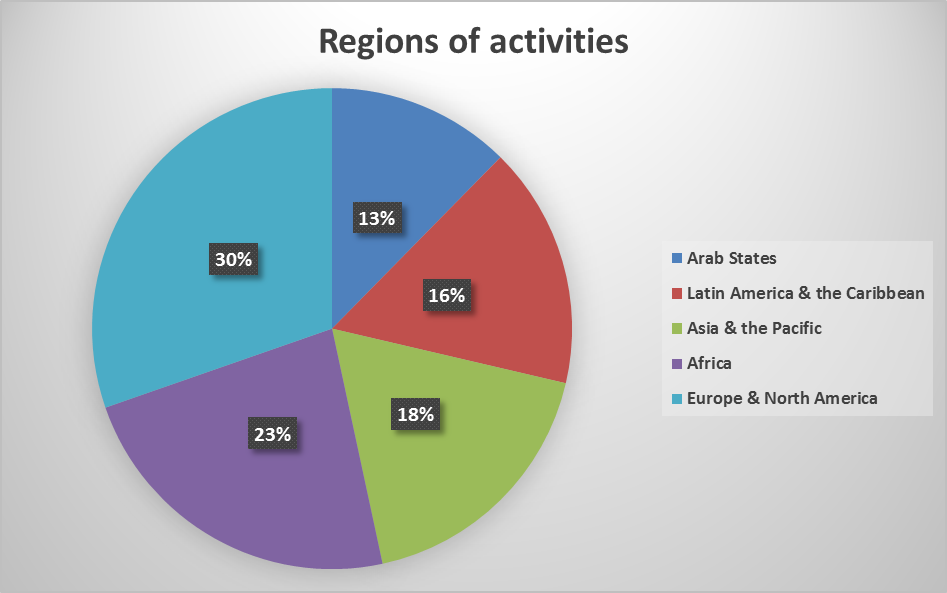 Regions of activities
13%
16%
18%
23%
30%
Arab States
Latin America & the Caribbean
Asia & the Pacific
Africa
Europe & North America